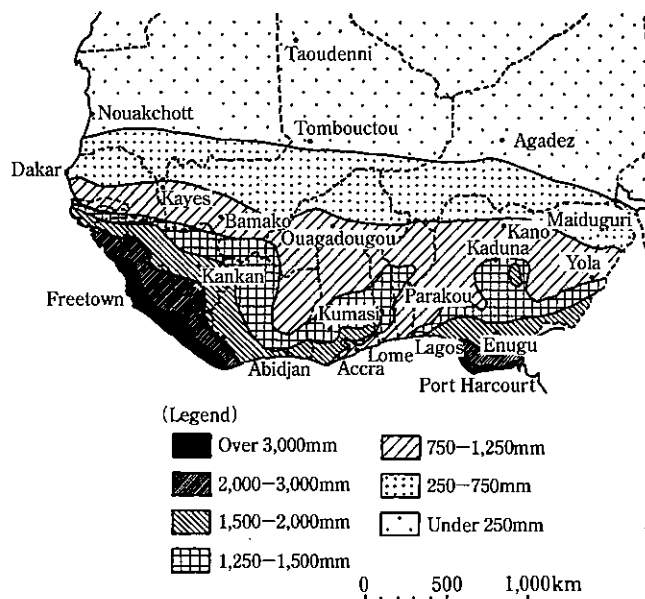 Taoudenni
Nouakchott
Tombouctou
Agadez
Dakar
Kayes
Bamako
Ouagadougou
Kano
Maiduguri
Kaduna
Kankan
Yola
Freetown
Kumasi
Parakou
Abidjan
Accra
Lome
Lagos
Enugu
Port Harcourt
(Legend)
Over 3,000mm
2,000-3,000mm
1,500-2,000mm
1,250-1,500mm
750-1,250mm
250-750mm
Under 250mm
0 500 1,000km